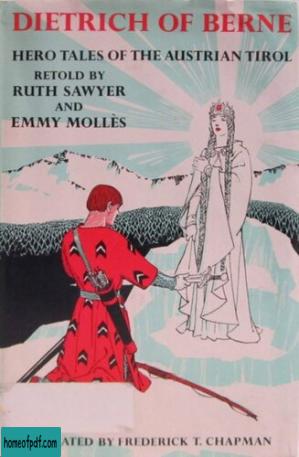 DIETRICH OF BERNE
HERO TALES OF THE AUSTRIAN TIROL
RETOLD BY
RUTH SAWYER
AND
EMMY MOLLÈS
BY FREDERICK T. CHAPMAN
homeofpdf.com